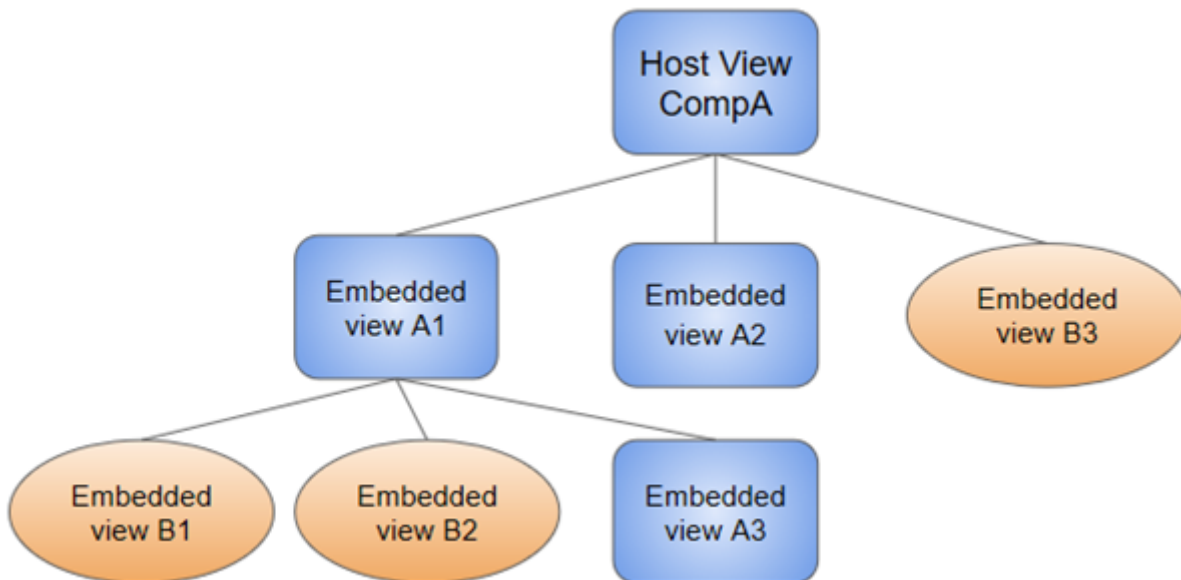 Host View
CompA
Embedded
view A1
Embedded
view A2
Embedded
view B3
Embedded
view B1
Embedded
view B2
Embedded
view A3